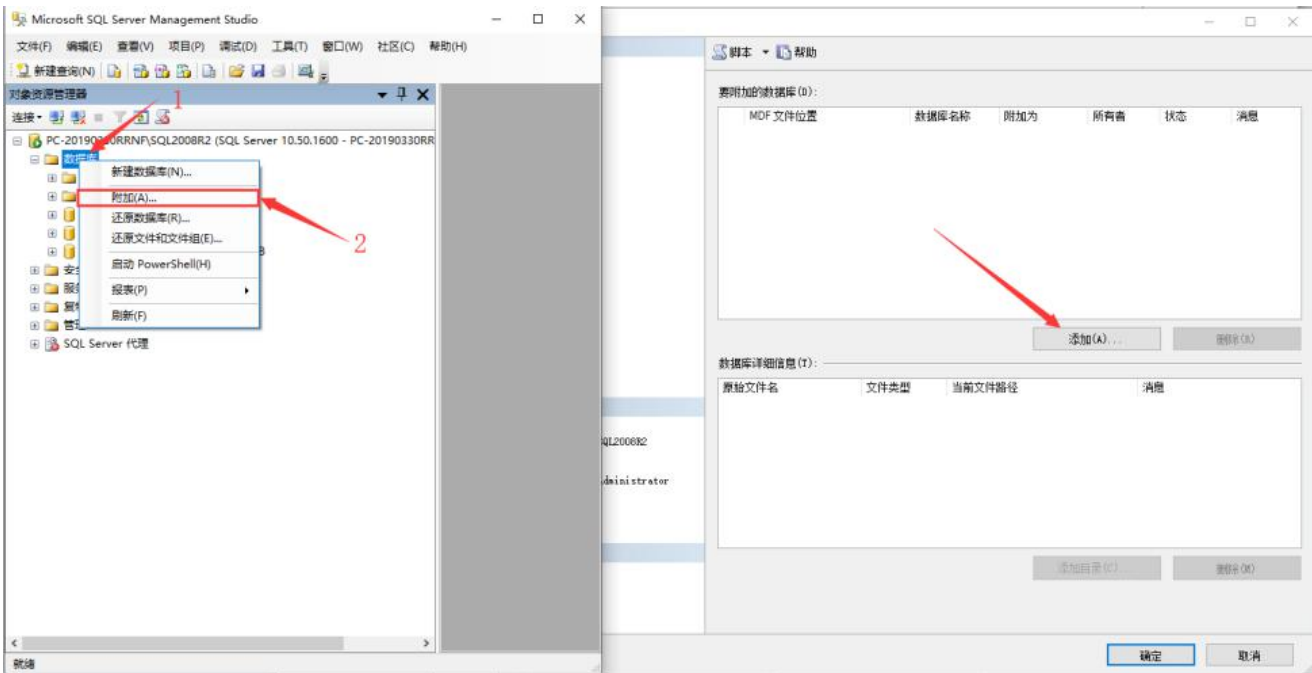 Microsoft SQL Server Management Studio
文件(F) 编辑(E) 查看(V) 项目(P) 调试(D) 工具(T) 窗口(W) 社区(C) 帮助(H)
新建查询(N)
对象资源管理器
1
连接
PC-20190330RRNF\SQL2008R2 (SQL Server 10.50.1600 - PC-20190330RR
数据库
新建数据库(N)...
附加(A)...
还原数据库(R)...
还原文件和文件组(E)...
2
启动 PowerShell(H)
报表(P)
刷新(F)
管理
SQL Server 代理
就绪
脚本 帮助
要附加的数据库(D):
MDF 文件位置 数据库名称 附加为 所有者 状态 消息
添加(A)... 删除(R)
数据库详细信息(T):
原始文件名 文件类型 当前文件路径 消息
QL2008R2
dministrator
添加目录(C)... 删除(M)
确定 取消